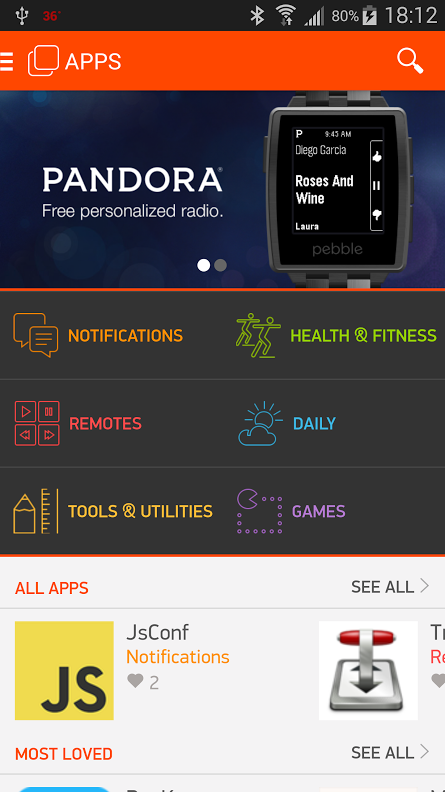 36°
80%
18:12
APPS
PANDORA
Free personalized radio.
P 9:45 AM
Diego Garcia
Roses And
Wine
Laura
pebble
NOTIFICATIONS
HEALTH & FITNESS
REMOTES
DAILY
TOOLS & UTILITIES
GAMES
ALL APPS
SEE ALL
JS
JsConf
Notifications
2
Tr
Re
MOST LOVED
SEE ALL